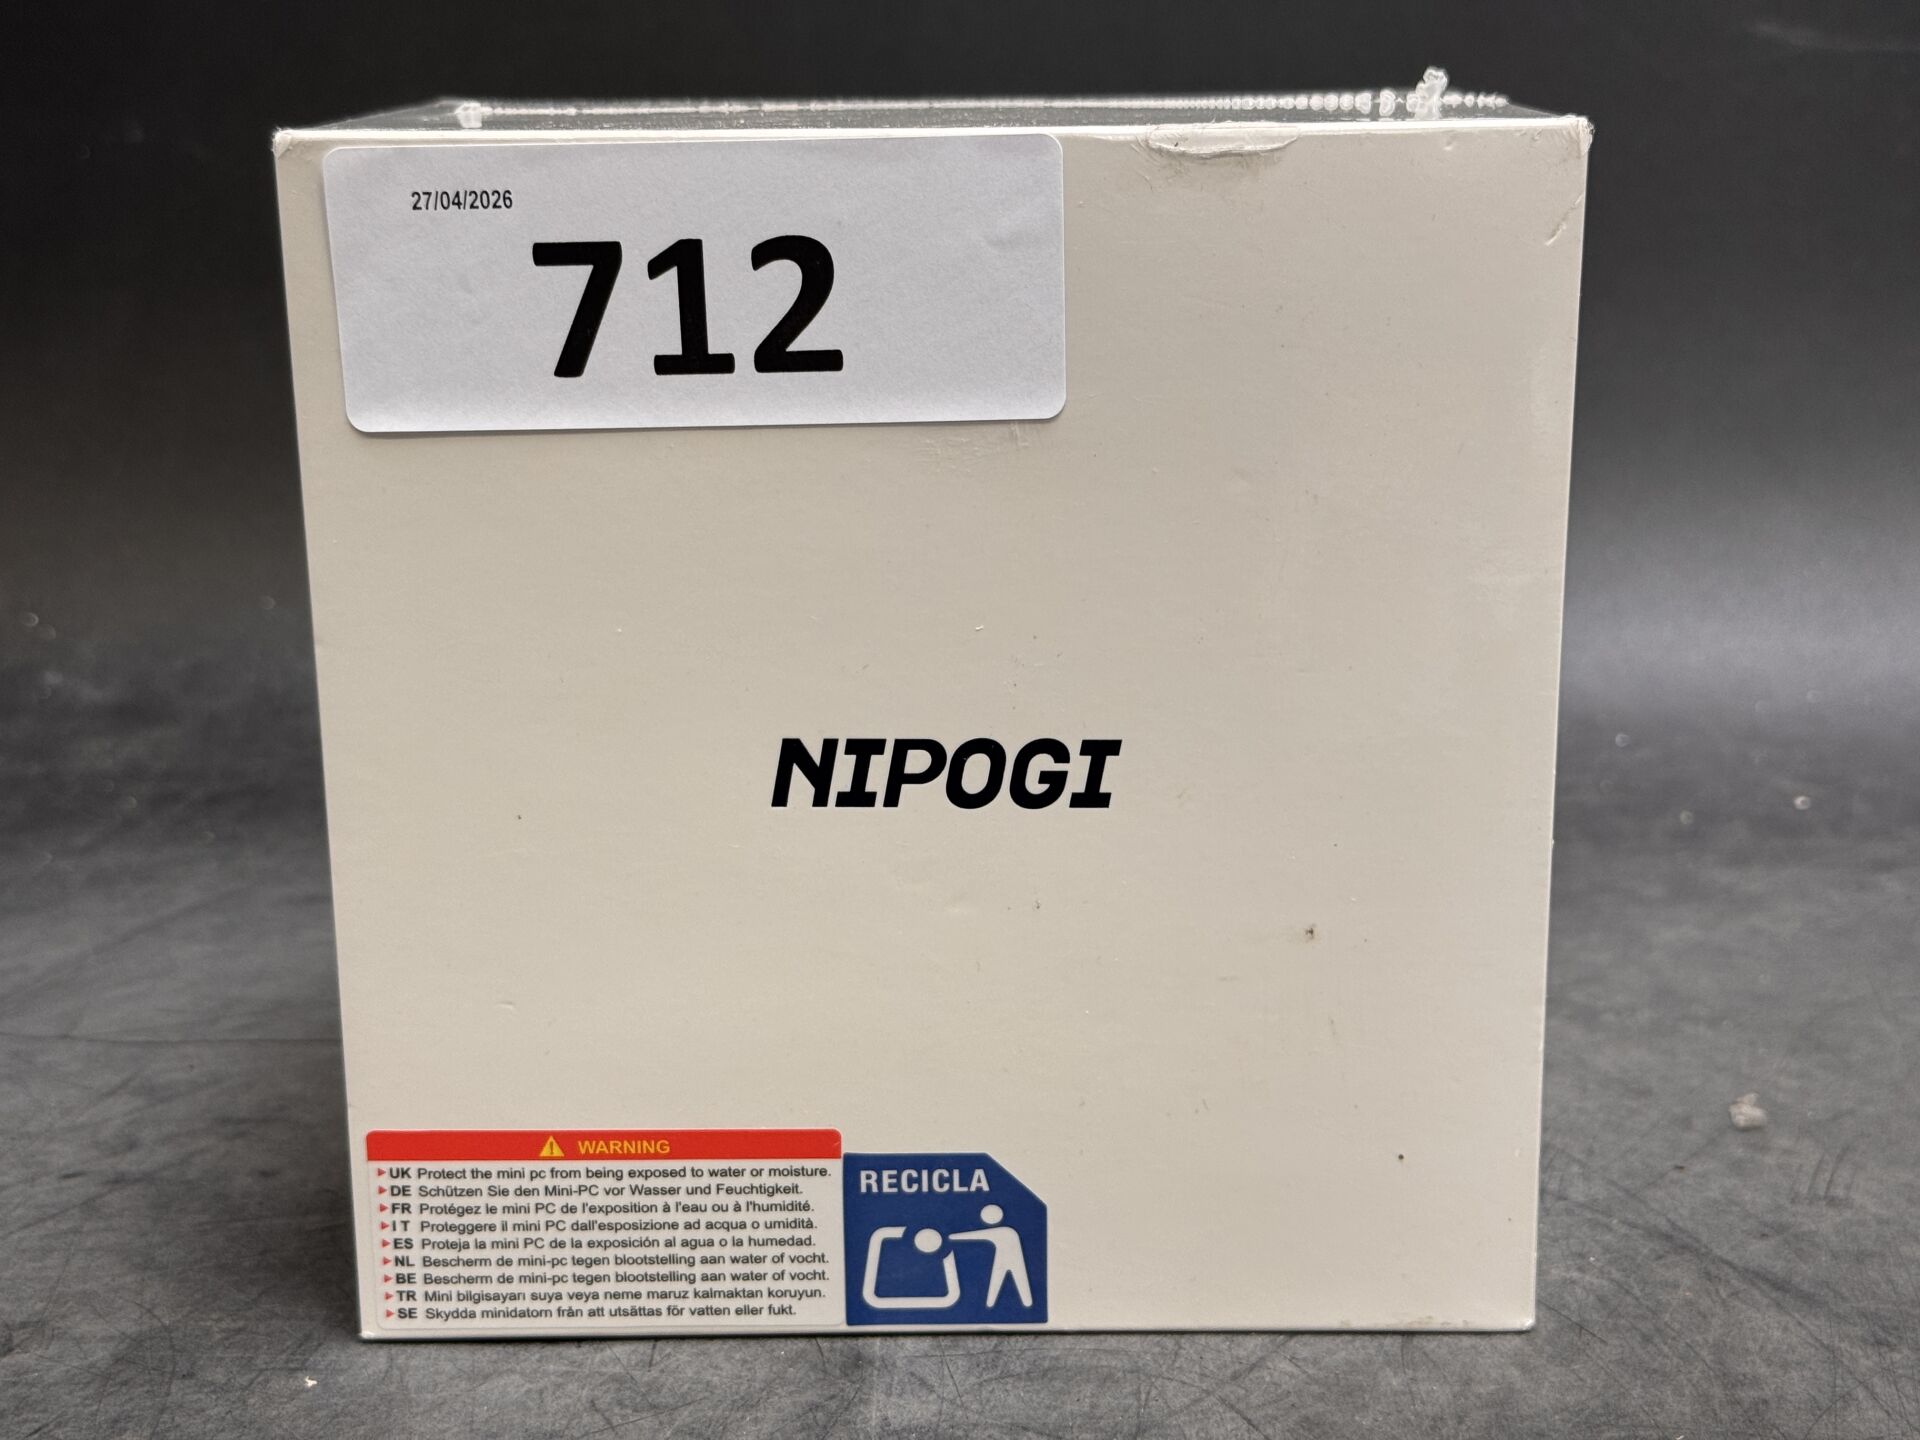 27/04/2026
712
NIPOGI
WARNING
UK Protect the mini pc from being exposed to water or moisture.
DE Schützen Sie den Mini-PC vor Wasser und Feuchtigkeit.
FR Protégez le mini PC de l'exposition à l'eau ou à l'humidité.
IT Proteggere il mini PC dall'esposizione ad acqua o umidità.
ES Proteja la mini PC de la exposición al agua o la humedad.
NL Bescherm de mini-pc tegen blootstelling aan water of vocht.
BE Bescherm de mini-pc tegen blootstelling aan water of vocht.
TR Mini bilgisayarı suya veya neme maruz kalmaktan koruyun.
SE Skydda minidatorn från att utsättas för vatten eller fukt.
RECICLA